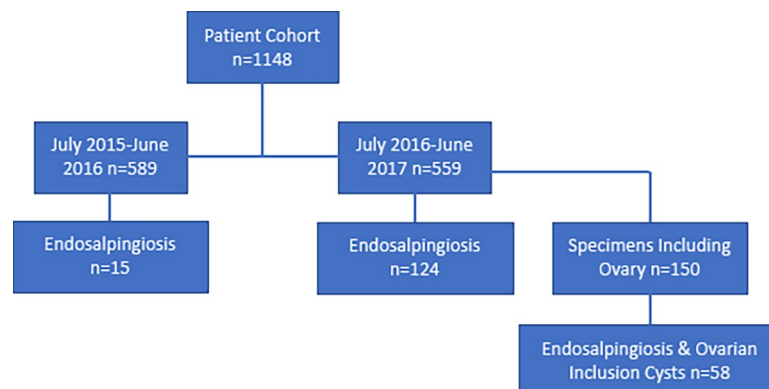 Patient Cohort
n=1148
July 2015-June
2016 n=589
July 2016-June
2017 n=559
Endosalpingiosis
n=15
Endosalpingiosis
n=124
Specimens Including
Ovary n=150
Endosalpingiosis & Ovarian
Inclusion Cysts n=58